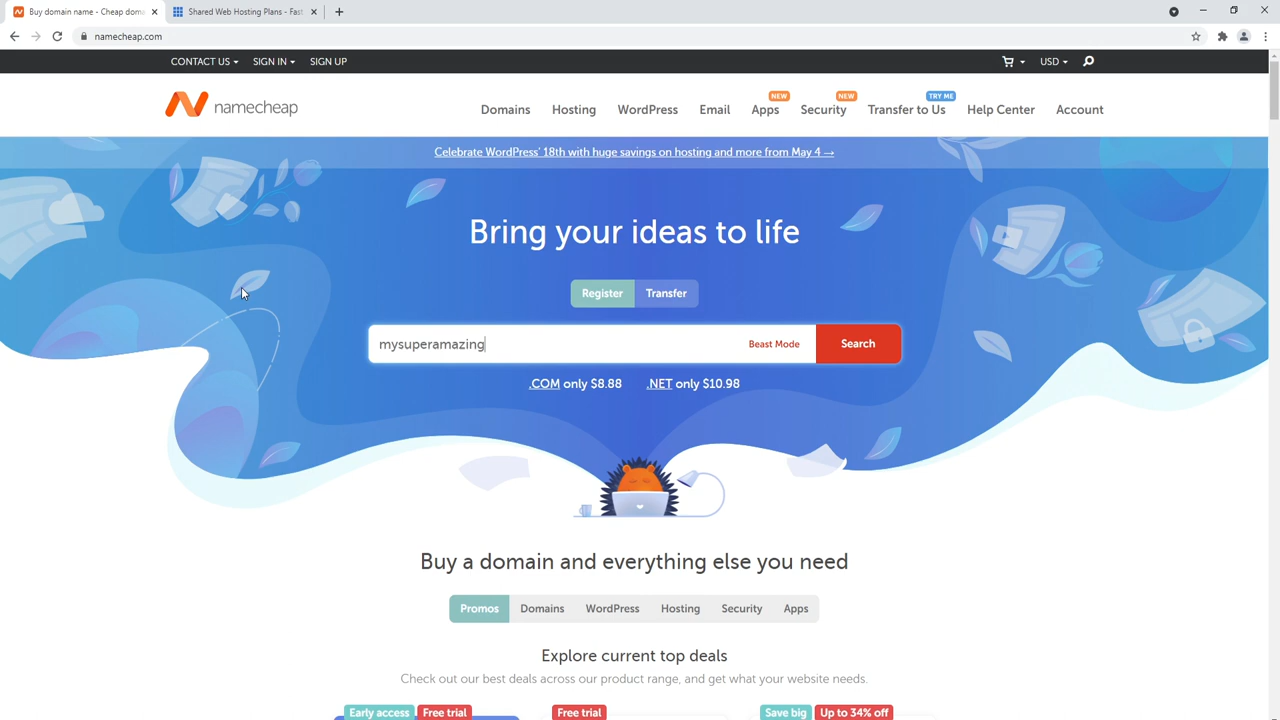 Buy domain name - Cheap doma
Shared Web Hosting Plans - Fast
namecheap.com
CONTACT US SIGN IN SIGN UP USD
namecheap
NEW NEW TRY ME
Domains Hosting WordPress Email Apps Security Transfer to Us Help Center Account
Celebrate WordPress' 18th with huge savings on hosting and more from May 4 →
Bring your ideas to life
Register Transfer
mysuperamazing Beast Mode Search
.COM only $8.88 .NET only $10.98
Buy a domain and everything else you need
Promos Domains WordPress Hosting Security Apps
Explore current top deals
Check out our best deals across our product range, and get what your website needs.
Early access Free trial Free trial Save big Up to 34% off